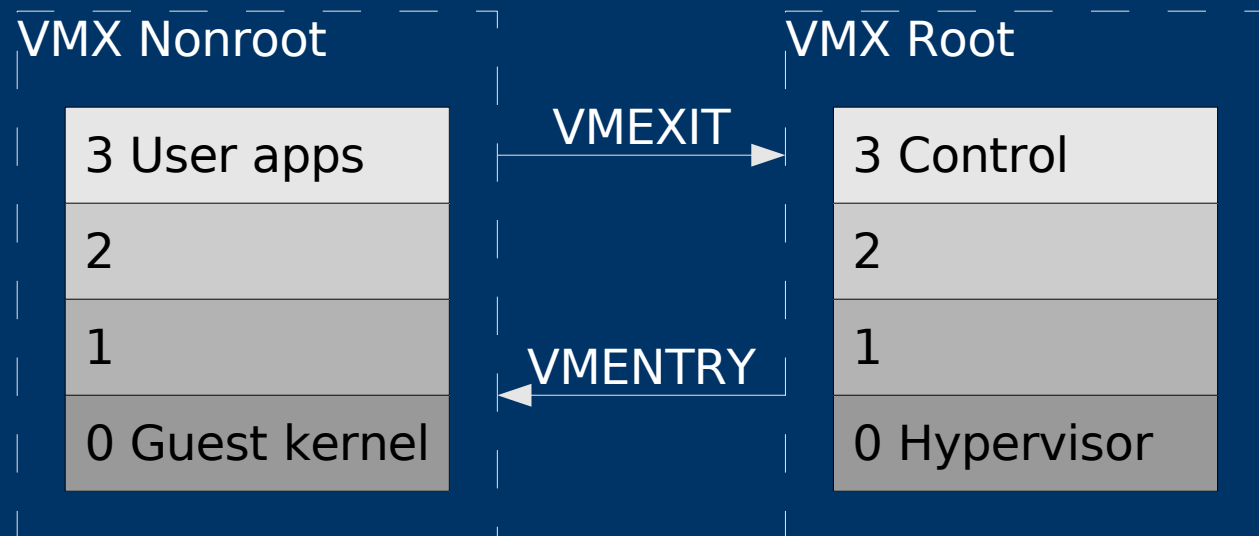 VMX Nonroot
3 User apps
2
1
0 Guest kernel
VMEXIT
VMENTRY
VMX Root
3 Control
2
1
0 Hypervisor